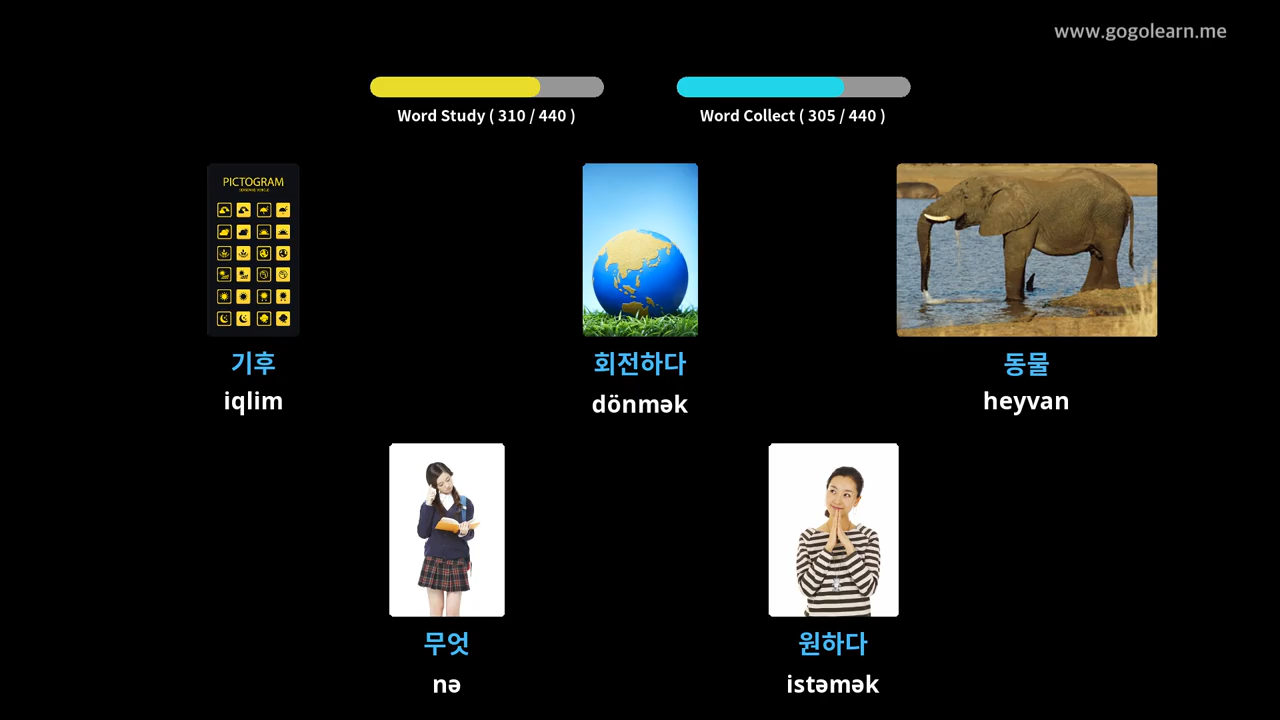 www.gogolearn.me
Word Study ( 310 / 440 )
Word Collect ( 305 / 440 )
PICTOGRAM
기후
iqlim
회전하다
dönmək
동물
heyvan
무엇
nə
원하다
istəmək